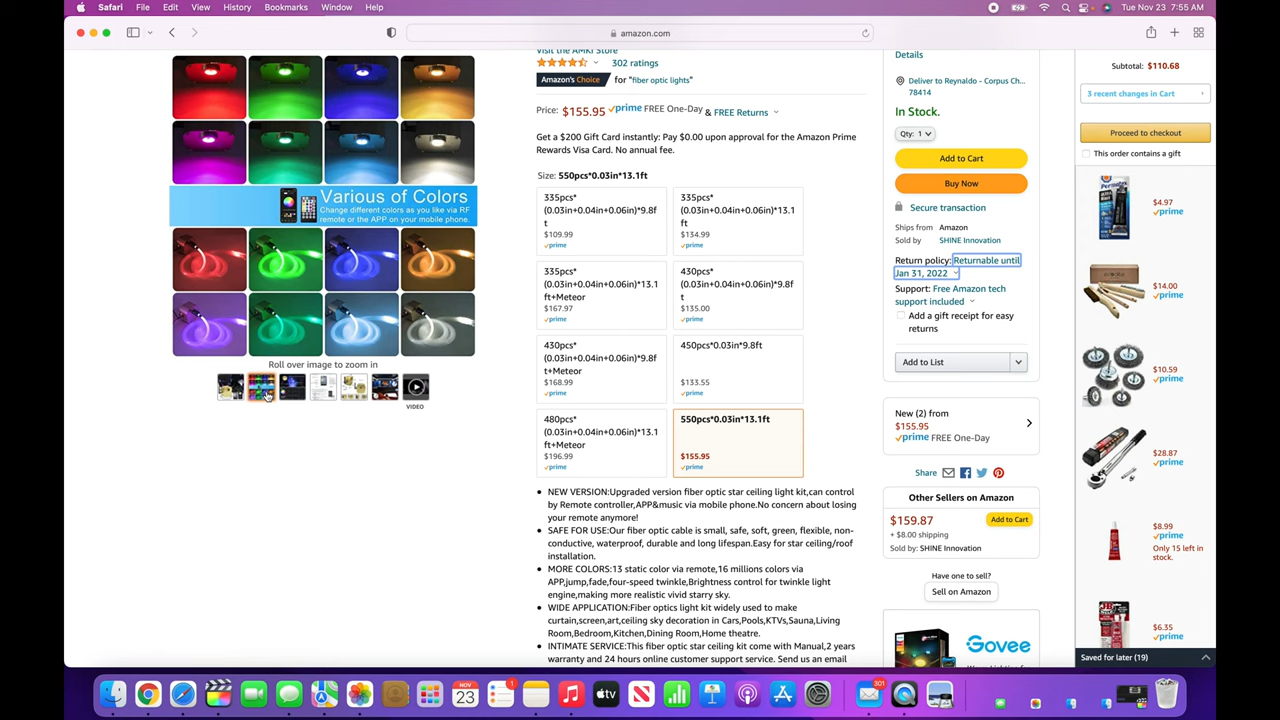 Safari File Edit View History Bookmarks Window Help
Tue Nov 23 7:55 AM
amazon.com
Various of Colors
Change different colors as you like via RF
remote or the APP on your mobile phone.
Roll over image to zoom in
VIDEO
Visit the AMKI Store
302 ratings
Amazon's Choice for "fiber optic lights"
Price: $155.95 prime FREE One-Day & FREE Returns
Get a $200 Gift Card instantly: Pay $0.00 upon approval for the Amazon Prime
Rewards Visa Card. No annual fee.
Size: 550pcs*0.03in*13.1ft
335pcs*
(0.03in+0.04in+0.06in)*9.8f
t
$109.99
prime
335pcs*
(0.03in+0.04in+0.06in)*13.1
ft
$134.99
prime
335pcs*
(0.03in+0.04in+0.06in)*13.1
ft+Meteor
$167.97
prime
430pcs*
(0.03in+0.04in+0.06in)*9.8f
t
$135.00
prime
430pcs*
(0.03in+0.04in+0.06in)*9.8f
ft+Meteor
$168.99
prime
450pcs*0.03in*9.8ft
$133.55
prime
480pcs*
(0.03in+0.04in+0.06in)*13.1
ft+Meteor
$196.99
prime
550pcs*0.03in*13.1ft
$155.95
prime
• NEW VERSION:Upgraded version fiber optic star ceiling light kit,can control
by Remote controller,APP&music via mobile phone.No concern about losing
your remote anymore!
• SAFE FOR USE:Our fiber optic cable is small, safe, soft, green, flexible, non-
conductive, waterproof, durable and long lifespan.Easy for star ceiling/roof
installation.
• MORE COLORS:13 static color via remote,16 millions colors via
APP,jump,fade,four-speed twinkle,Brightness control for twinkle light
engine,making more realistic vivid starry sky.
• WIDE APPLICATION:Fiber optics light kit widely used to make
curtain,screen,art,ceiling sky decoration in Cars,Pools,KTVs,Sauna,Living
Room,Bedroom,Kitchen,Dining Room,Home theatre.
• INTIMATE SERVICE:This fiber optic star ceiling kit come with Manual,2 years
warranty and 24 hours online customer support service. Send us an email
Details
Deliver to Reynaldo - Corpus Ch...
78414
In Stock.
Qty: 1
Add to Cart
Buy Now
Secure transaction
Ships from Amazon
Sold by SHINE Innovation
Return policy: Returnable until
Jan 31, 2022
Support: Free Amazon tech
support included
Add a gift receipt for easy
returns
Add to List
New (2) from
$155.95
prime FREE One-Day
Share
Other Sellers on Amazon
$159.87 Add to Cart
+ $8.00 shipping
Sold by: SHINE Innovation
Have one to sell?
Sell on Amazon
Govee
Subtotal: $110.68
3 recent changes in Cart
Proceed to checkout
This order contains a gift
$4.97
prime
$14.00
prime
$10.59
prime
$28.87
prime
$8.99
prime
Only 15 left in
stock.
$6.35
prime
Saved for later (19)
NOV
23
1
tv
301